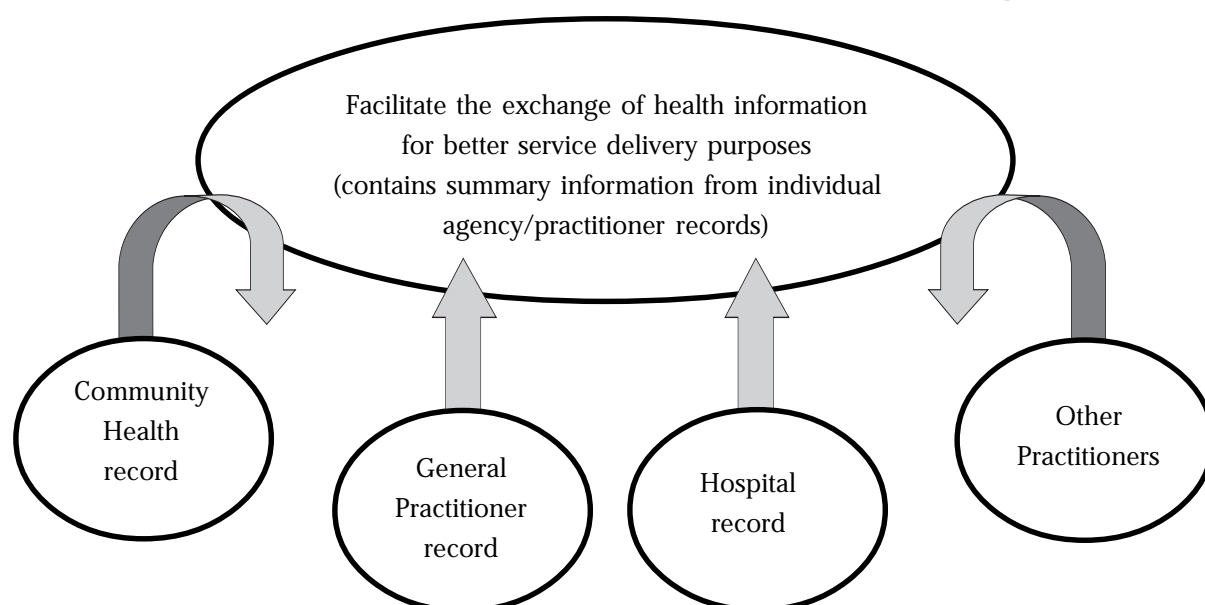 Facilitate the exchange of health information
for better service delivery purposes
(contains summary information from individual
agency/practitioner records)
Community
Health
record
General
Practitioner
record
Hospital
record
Other
Practitioners